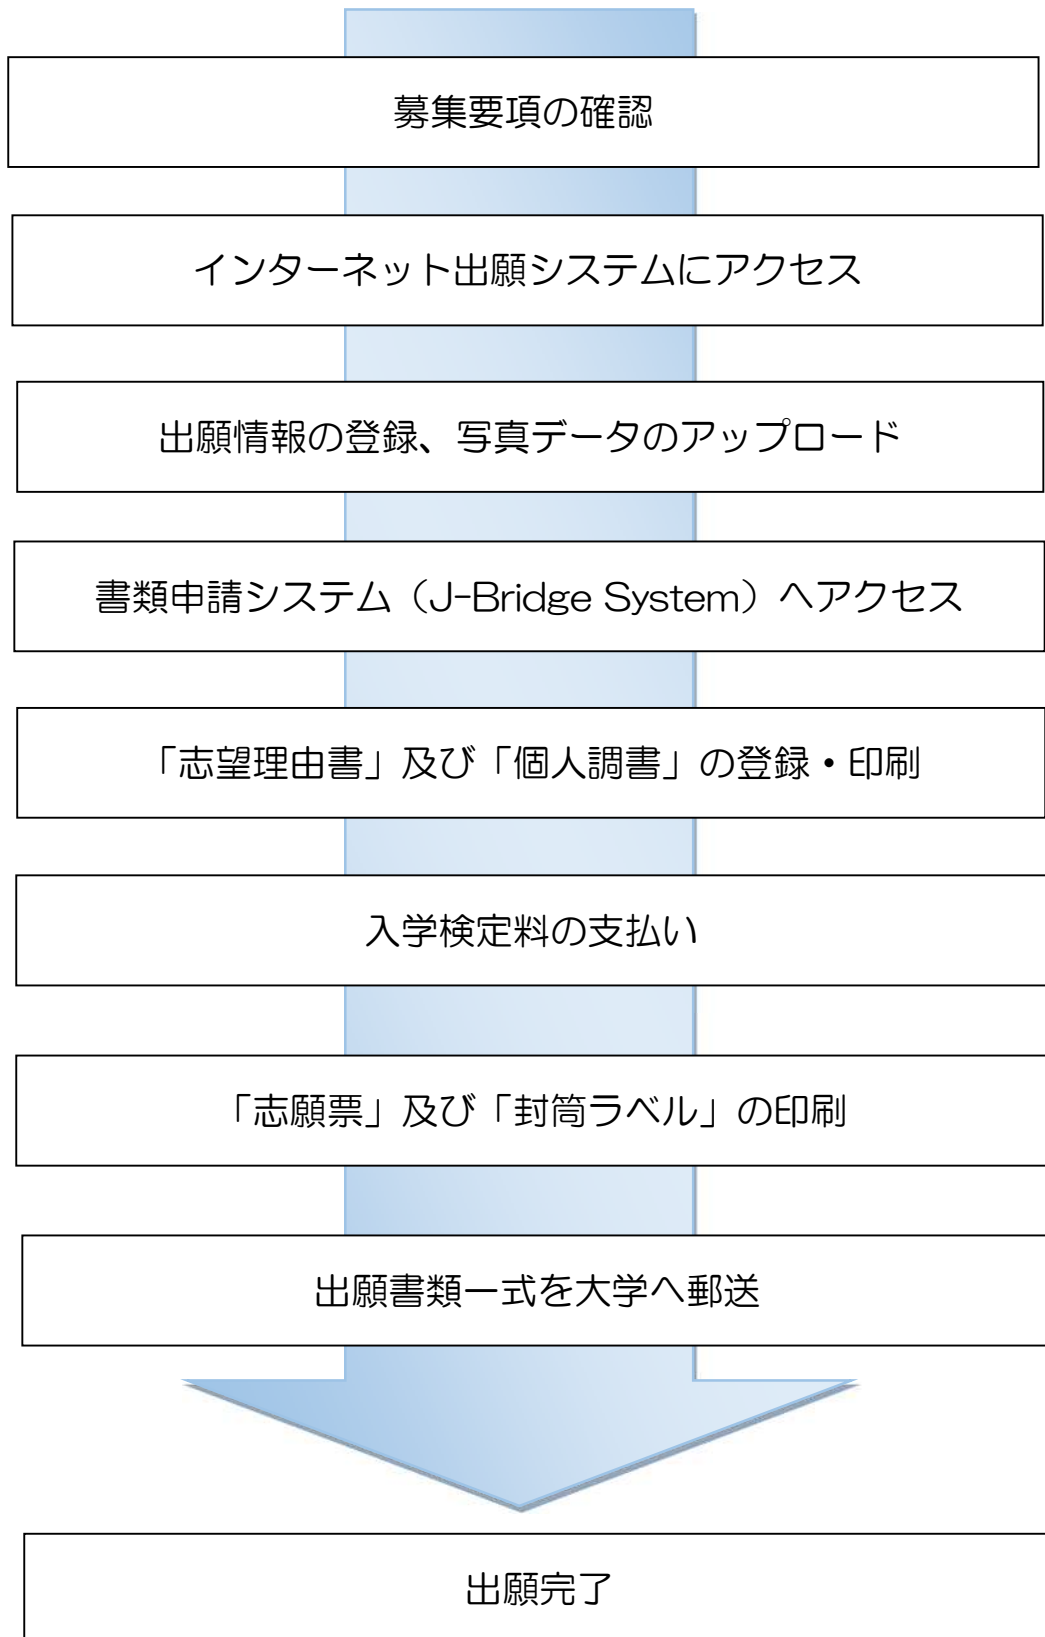 募集要項の確認
インターネット出願システムにアクセス
出願情報の登録、写真データのアップロード
書類申請システム（J-Bridge System）へアクセス
「志望理由書」及び「個人調書」の登録・印刷
入学検定料の支払い
「志願票」及び「封筒ラベル」の印刷
出願書類一式を大学へ郵送
出願完了